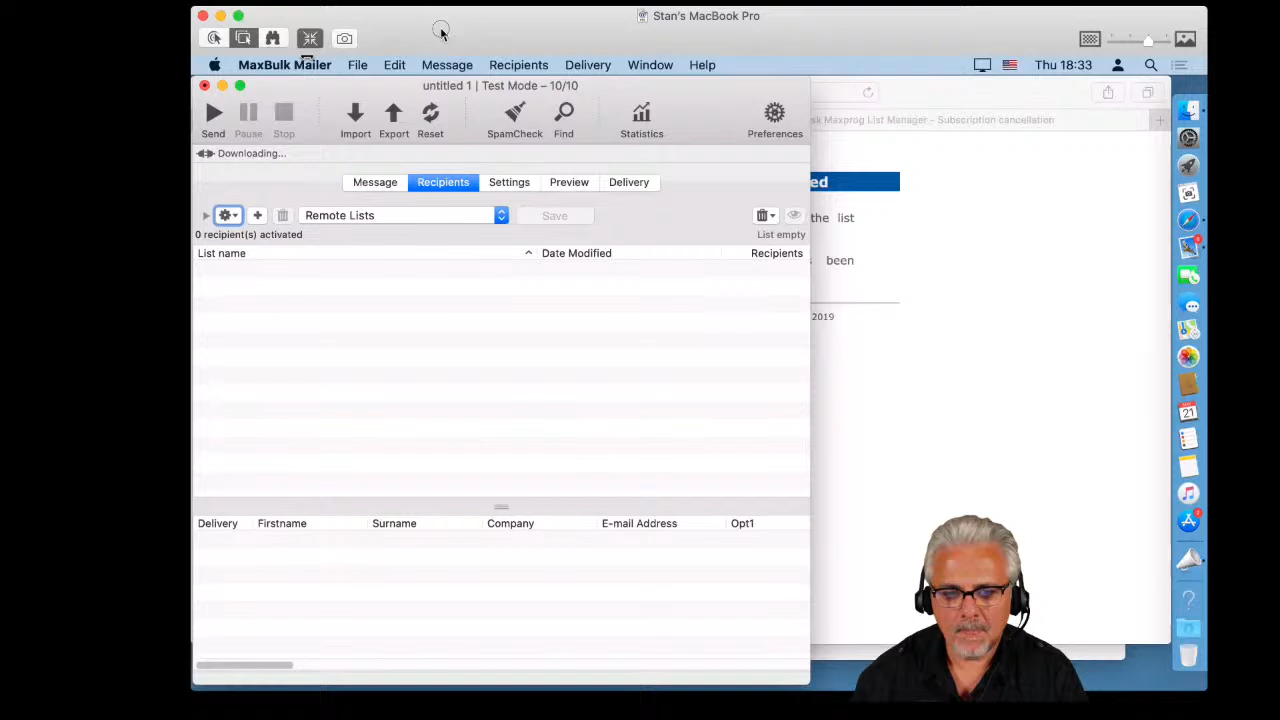 Stan's MacBook Pro
MaxBulk Mailer File Edit Message Recipients Delivery Window Help Thu 18:33
untitled 1 | Test Mode – 10/10
Send Pause Stop Import Export Reset SpamCheck Find Statistics Preferences
sk Maxprog List Manager - Subscription cancellation
Downloading...
Message Recipients Settings Preview Delivery
ed
Remote Lists Save
the list
0 recipient(s) activated List empty
List name Date Modified Recipients
been
2019
Delivery Firstname Surname Company E-mail Address Opt1
21